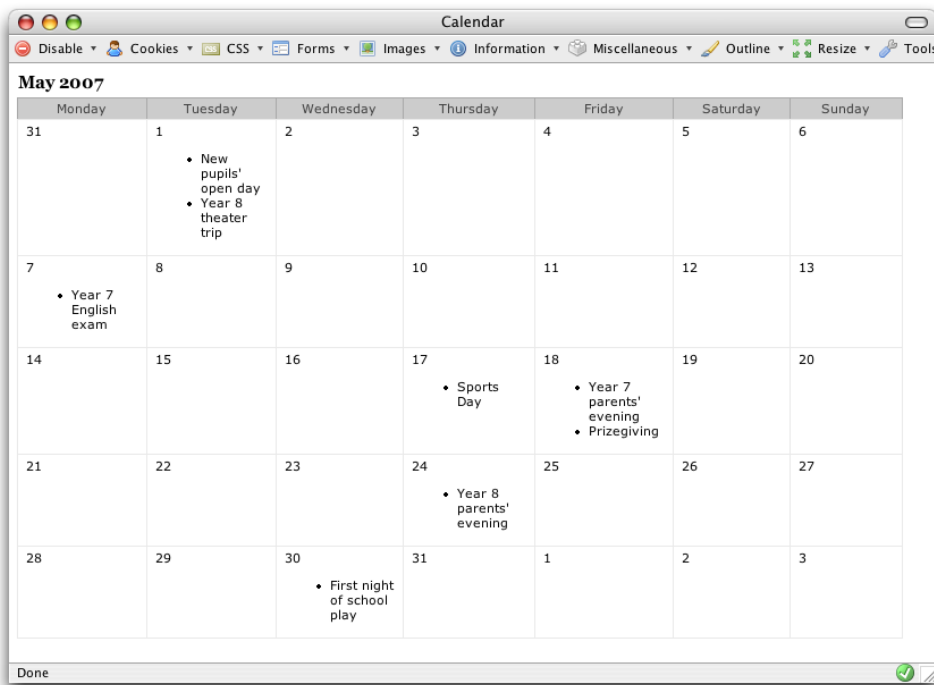 Calendar
Disable Cookies CSS Forms Images Information Miscellaneous Outline Resize Tools
May 2007
Monday Tuesday Wednesday Thursday Friday Saturday Sunday
31 1 2 3 4 5 6
New
pupils'
open day
Year 8
theater
trip
7 8 9 10 11 12 13
Year 7
English
exam
14 15 16 17 18 19 20
Sports
Day
Year 7
parents'
evening
Prizegiving
21 22 23 24 25 26 27
Year 8
parents'
evening
28 29 30 31 1 2 3
First night
of school
play
Done